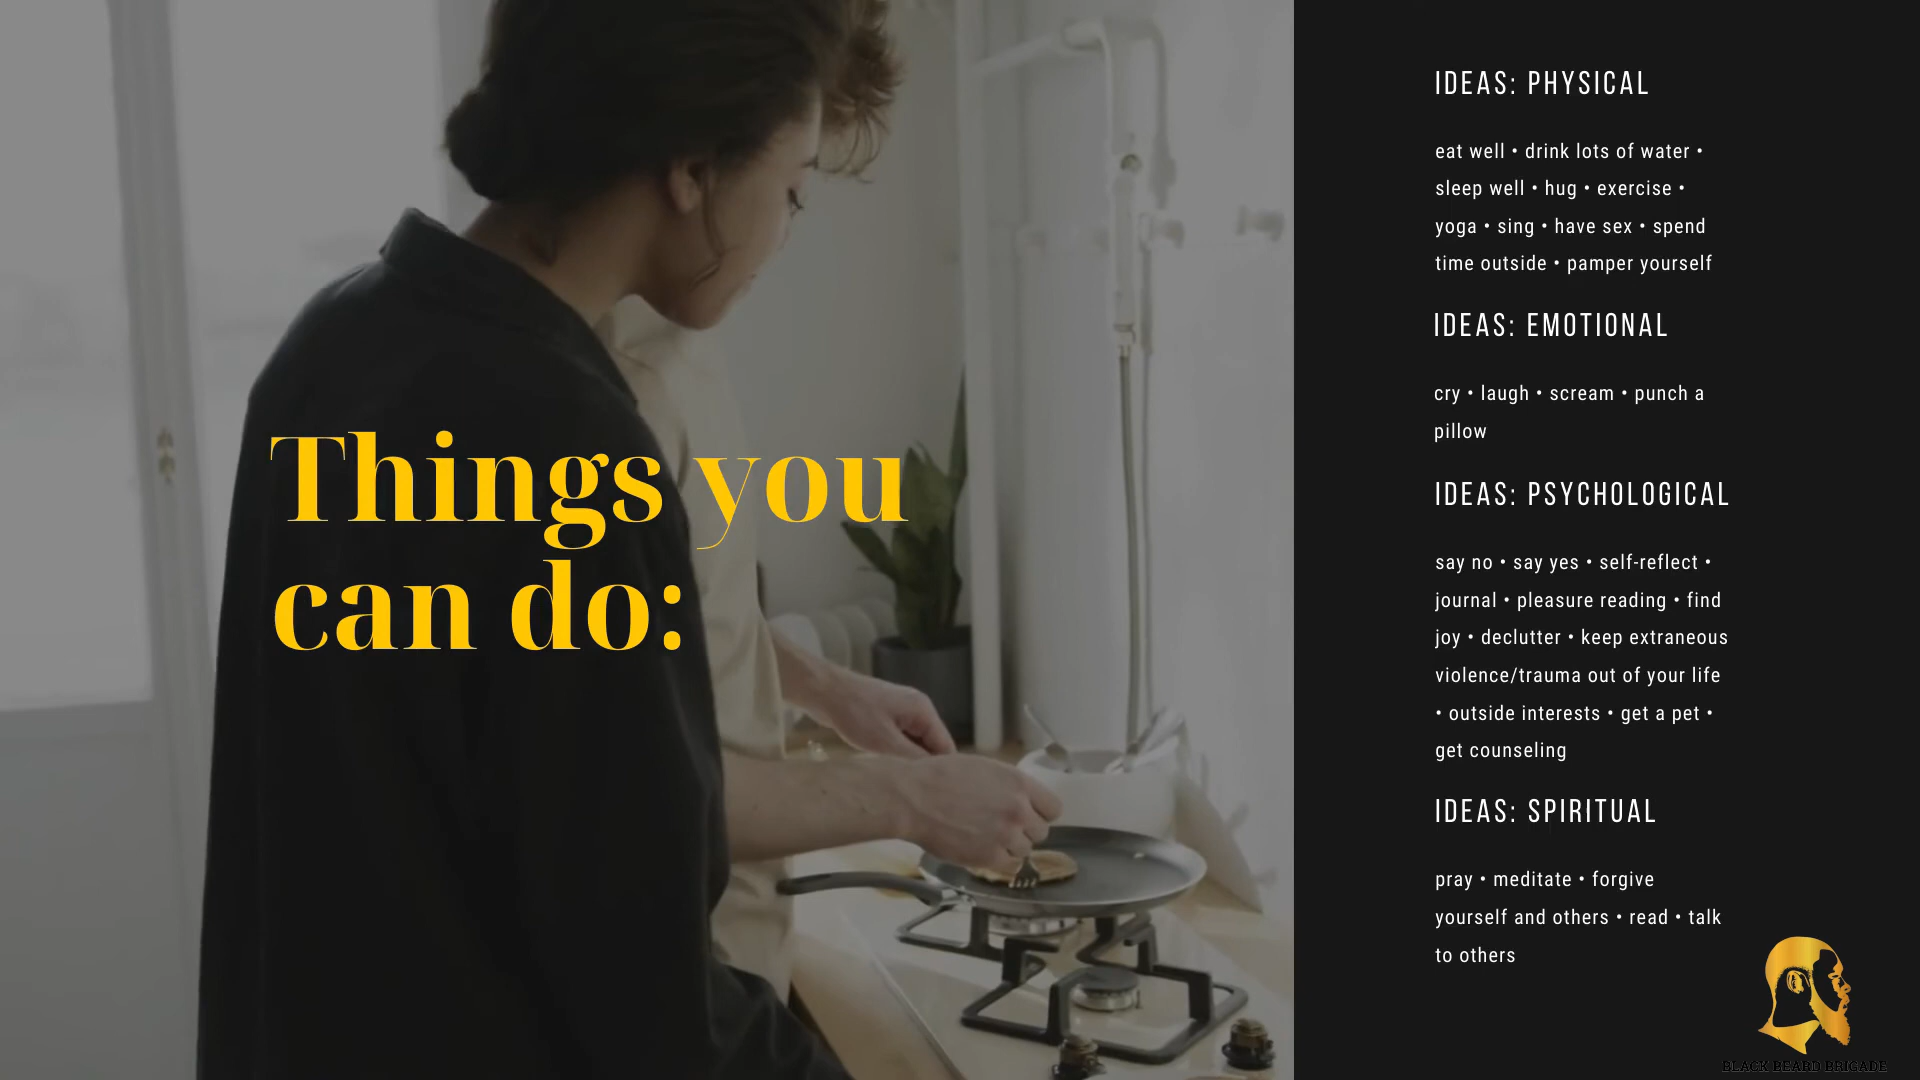 Things you
can do:
IDEAS: PHYSICAL
eat well • drink lots of water •
sleep well • hug • exercise •
yoga • sing • have sex • spend
time outside • pamper yourself
IDEAS: EMOTIONAL
cry • laugh • scream • punch a
pillow
IDEAS: PSYCHOLOGICAL
say no • say yes • self-reflect •
journal • pleasure reading • find
joy • declutter • keep extraneous
violence/trauma out of your life
• outside interests • get a pet •
get counseling
IDEAS: SPIRITUAL
pray • meditate • forgive
yourself and others • read • talk
to others
BLACK BEARD BRIGADE